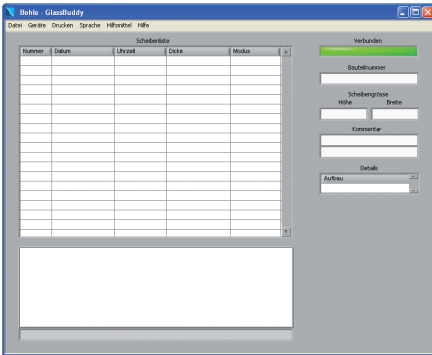 Bohle - GlassBuddy
Datei Geräte Drucken Sprache Hilfsmittel Hilfe
Scheibenliste
Nummer Datum Uhrzeit Dicke Modus
Verbunden
Bauteilnummer
Scheibengrösse
Höhe Breite
Kommentar
Details
Aufbau